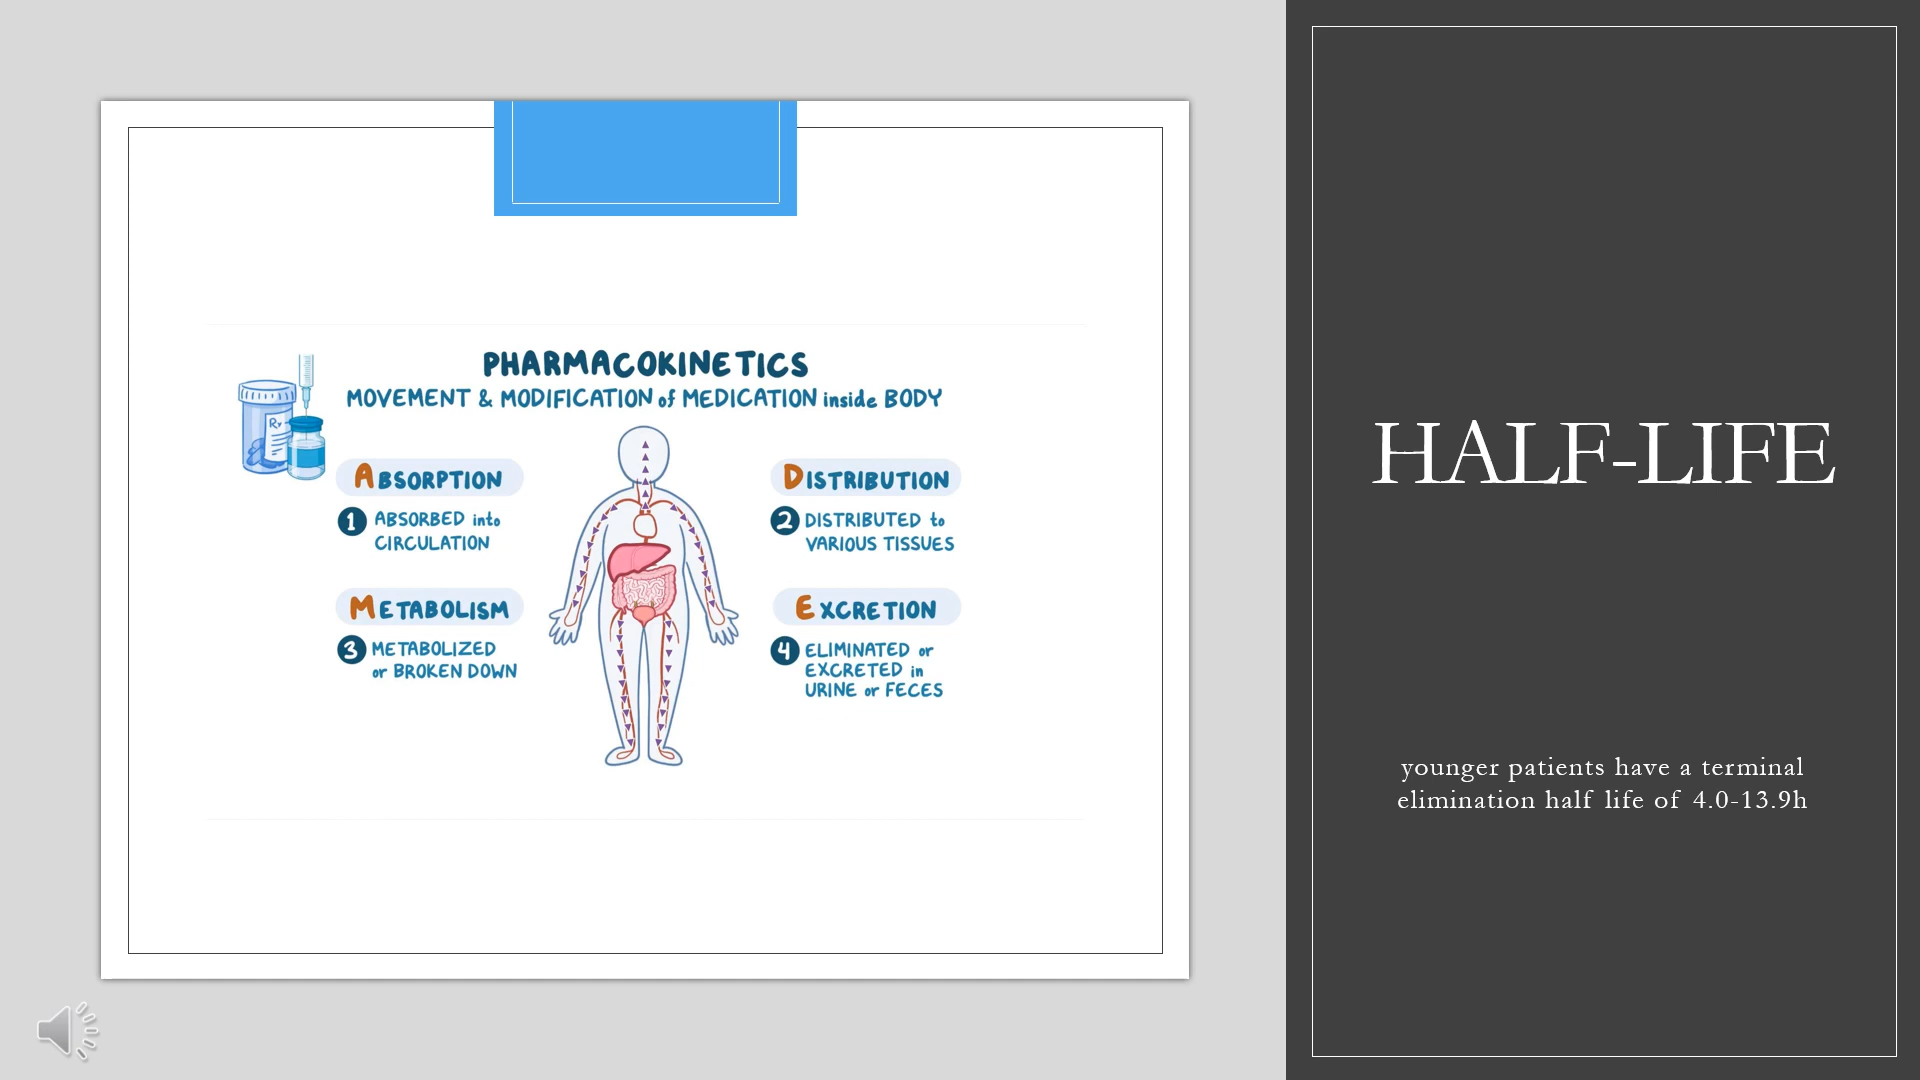 PHARMACOKINETICS
MOVEMENT & MODIFICATION of MEDICATION inside BODY
Rx
ABSORPTION
1 ABSORBED into
CIRCULATION
DISTRIBUTION
2 DISTRIBUTED to
VARIOUS TISSUES
METABOLISM
3 METABOLIZED
or BROKEN DOWN
EXCRETION
4 ELIMINATED or
EXCRETED in
URINE or FECES
HALF-LIFE
younger patients have a terminal
elimination half life of 4.0-13.9h